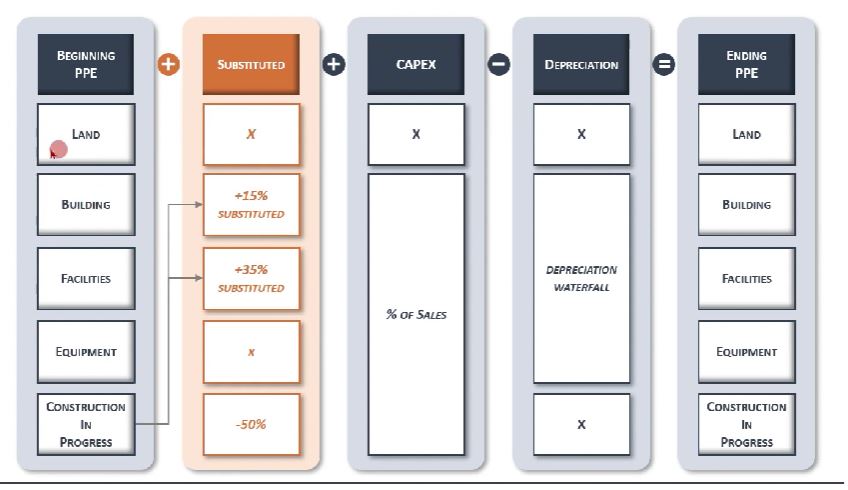 BEGINNING
PPE
+
SUBSTITUTED
+
CAPEX
−
DEPRECIATION
=
ENDING
PPE
LAND
X
X
X
LAND
BUILDING
+15%
SUBSTITUTED
BUILDING
FACILITIES
+35%
SUBSTITUTED
% OF SALES
DEPRECIATION
WATERFALL
FACILITIES
EQUIPMENT
x
EQUIPMENT
CONSTRUCTION
IN
PROGRESS
-50%
X
CONSTRUCTION
IN
PROGRESS